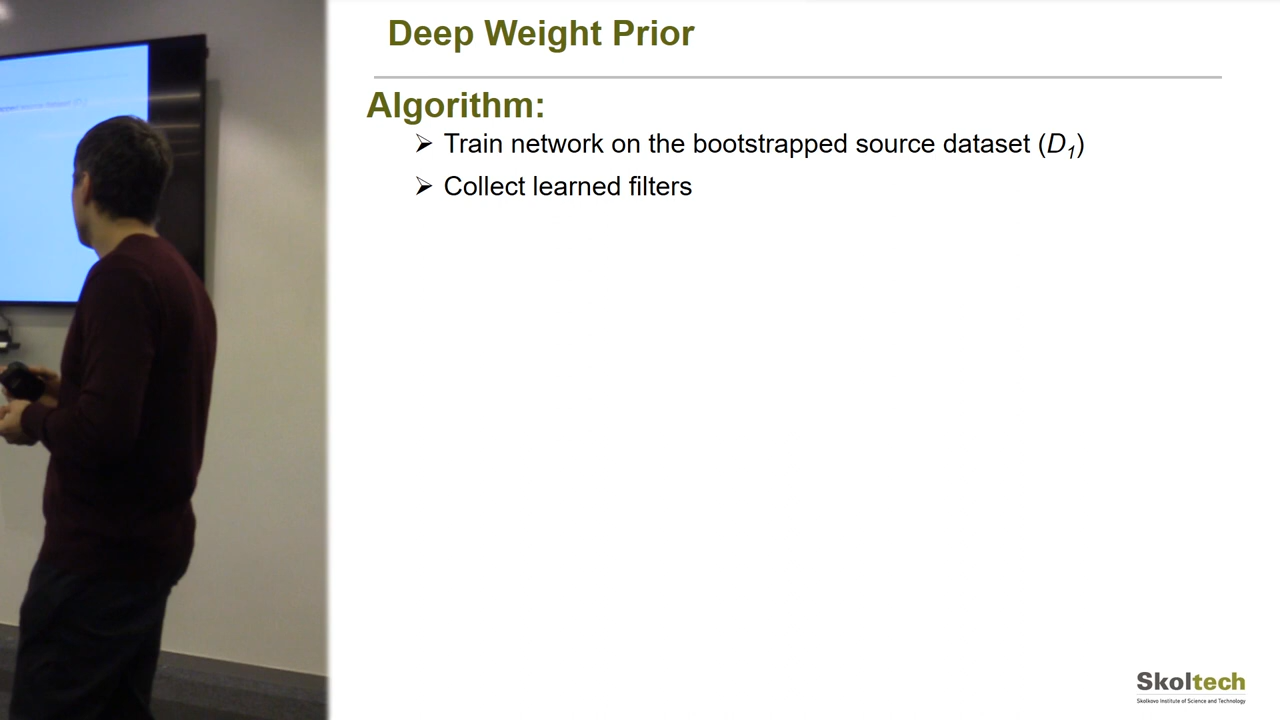 Deep Weight Prior
Algorithm:
➢ Train network on the bootstrapped source dataset (D1)
➢ Collect learned filters
Skoltech
Skolkovo Institute of Science and Technology